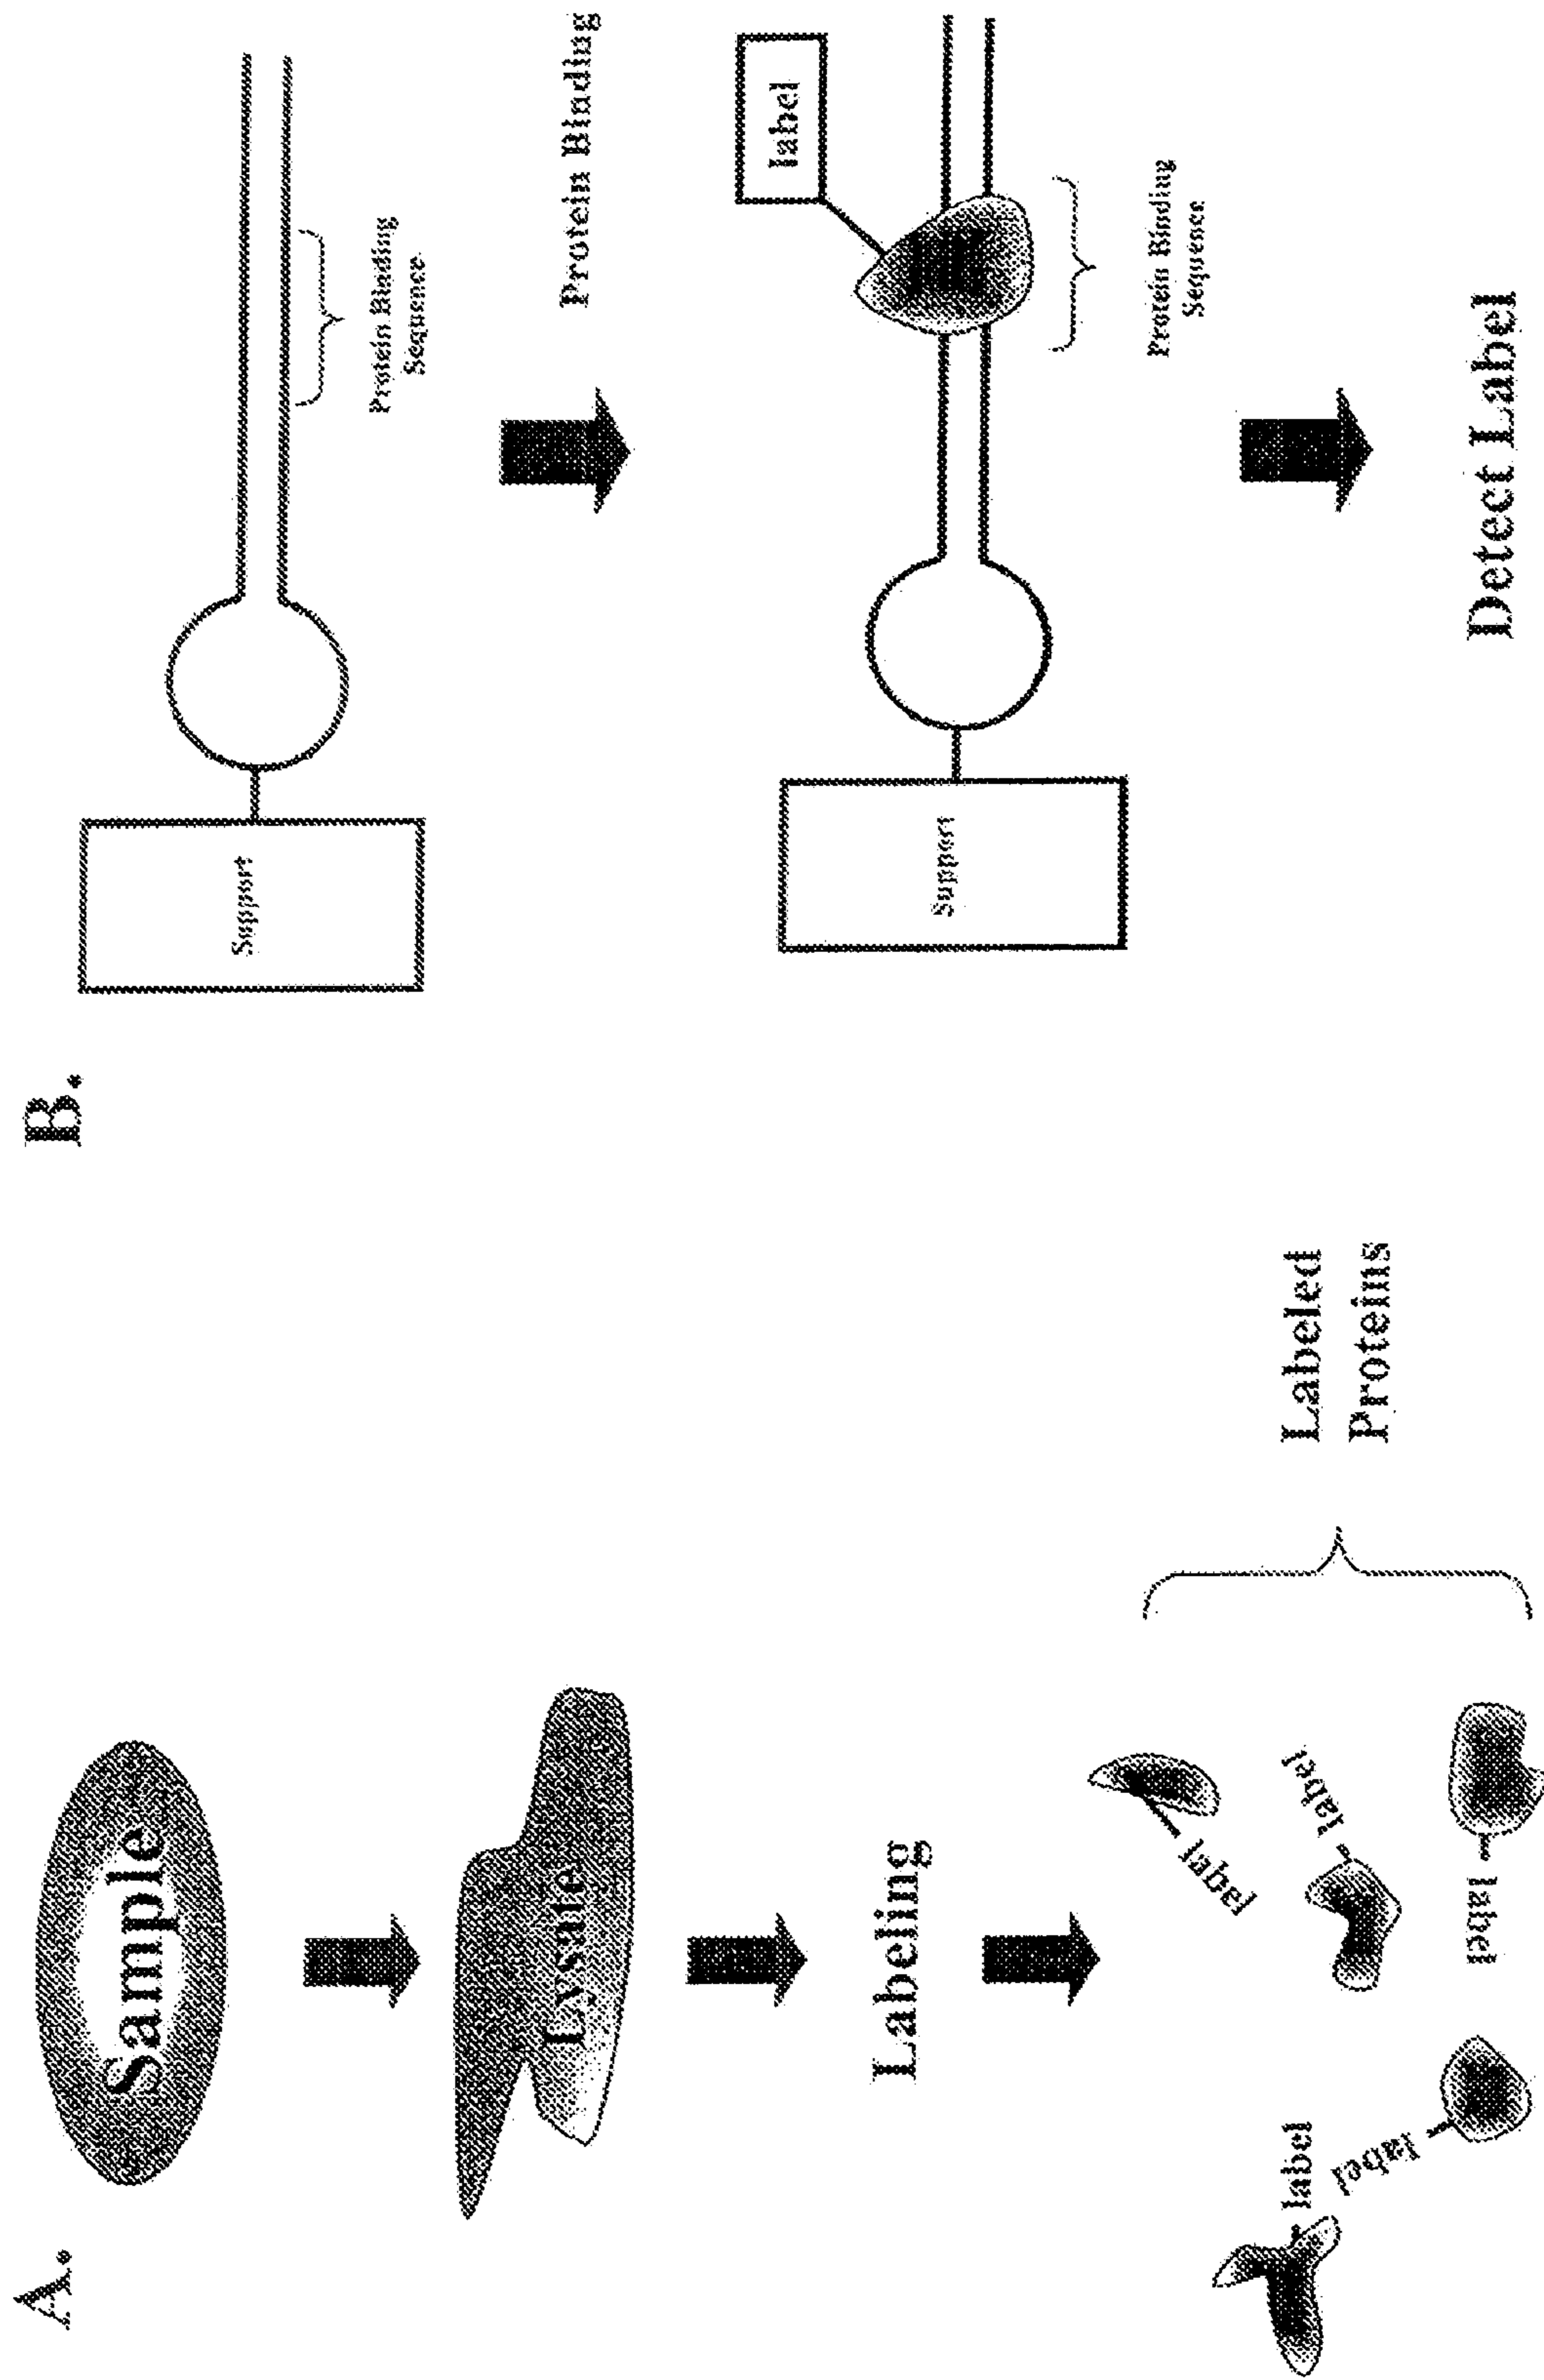 A.
Sample
Lysate
Labeling
label
label
label
label
label
Labeled
Proteins
B.
Support
Protein Binding
Sequence
Protein Binding
label
Support
Protein Binding
Sequence
Detect Label